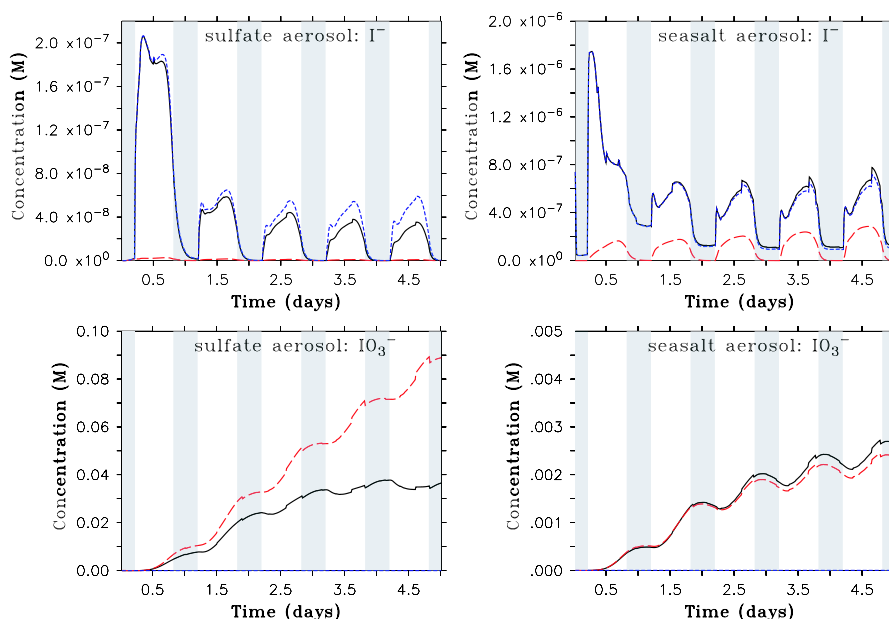 sulfate aerosol: I⁻
Concentration (M)
2.0 x10⁻⁷
1.6 x10⁻⁷
1.2 x10⁻⁷
8.0 x10⁻⁸
4.0 x10⁻⁸
0.0 x10⁰
0.5 1.5 2.5 3.5 4.5
Time (days)
seasalt aerosol: I⁻
Concentration (M)
2.0 x10⁻⁶
1.6 x10⁻⁶
1.2 x10⁻⁶
8.0 x10⁻⁷
4.0 x10⁻⁷
0.0 x10⁰
0.5 1.5 2.5 3.5 4.5
Time (days)
sulfate aerosol: IO₃⁻
Concentration (M)
0.10
0.08
0.06
0.04
0.02
0.00
0.5 1.5 2.5 3.5 4.5
Time (days)
seasalt aerosol: IO₃⁻
Concentration (M)
.005
.004
.003
.002
.001
.000
0.5 1.5 2.5 3.5 4.5
Time (days)